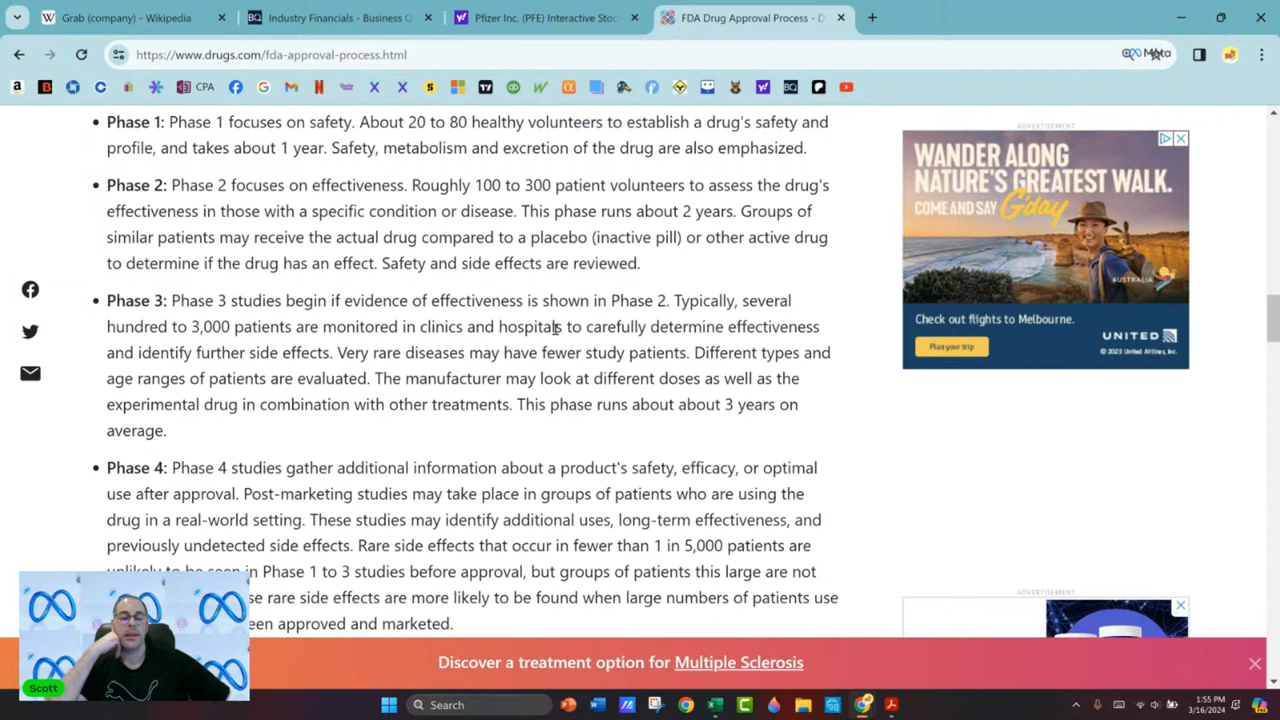 Grab (company) - Wikipedia
Industry Financials - Business Q
Pfizer Inc. (PFE) Interactive Stoc
FDA Drug Approval Process - D
https://www.drugs.com/fda-approval-process.html
Meta
CPA
Phase 1: Phase 1 focuses on safety. About 20 to 80 healthy volunteers to establish a drug's safety and
profile, and takes about 1 year. Safety, metabolism and excretion of the drug are also emphasized.
Phase 2: Phase 2 focuses on effectiveness. Roughly 100 to 300 patient volunteers to assess the drug's
effectiveness in those with a specific condition or disease. This phase runs about 2 years. Groups of
similar patients may receive the actual drug compared to a placebo (inactive pill) or other active drug
to determine if the drug has an effect. Safety and side effects are reviewed.
Phase 3: Phase 3 studies begin if evidence of effectiveness is shown in Phase 2. Typically, several
hundred to 3,000 patients are monitored in clinics and hospitals to carefully determine effectiveness
and identify further side effects. Very rare diseases may have fewer study patients. Different types and
age ranges of patients are evaluated. The manufacturer may look at different doses as well as the
experimental drug in combination with other treatments. This phase runs about about 3 years on
average.
Phase 4: Phase 4 studies gather additional information about a product's safety, efficacy, or optimal
use after approval. Post-marketing studies may take place in groups of patients who are using the
drug in a real-world setting. These studies may identify additional uses, long-term effectiveness, and
previously undetected side effects. Rare side effects that occur in fewer than 1 in 5,000 patients are
unlikely to be seen in Phase 1 to 3 studies before approval, but groups of patients this large are not
se rare side effects are more likely to be found when large numbers of patients use
een approved and marketed.
ADVERTISEMENT
WANDER ALONG
NATURE'S GREATEST WALK.
COME AND SAY G'day
AUSTRALIA
Check out flights to Melbourne.
Plan your trip
UNITED
© 2023 United Airlines, Inc.
ADVERTISEMENT
Discover a treatment option for Multiple Sclerosis
Scott
Search
1:55 PM
3/16/2024